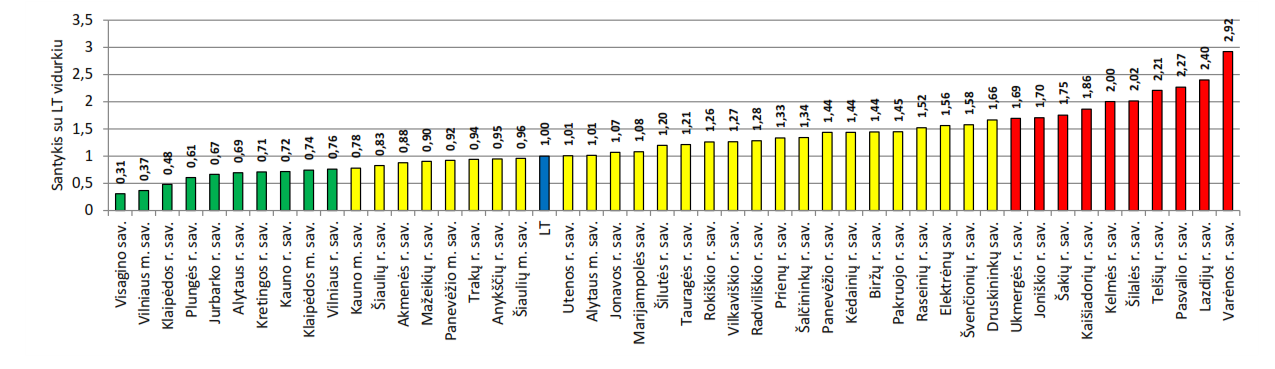 Santykis su LT vidurkiu
3,5
3
2,5
2
1,5
1
0,5
0
0,31
0,37
0,48
0,61
0,67
0,69
0,71
0,72
0,74
0,76
0,78
0,83
0,88
0,90
0,92
0,94
0,95
0,96
1,00
1,01
1,01
1,07
1,08
1,20
1,21
1,26
1,27
1,28
1,33
1,34
1,44
1,44
1,44
1,45
1,52
1,56
1,58
1,66
1,69
1,70
1,75
1,86
2,00
2,02
2,21
2,27
2,40
2,92
Visagino sav.
Vilniaus m. sav.
Klaipėdos r. sav.
Plungės r. sav.
Jurbarko r. sav.
Alytaus r. sav.
Kretingos r. sav.
Kauno r. sav.
Klaipėdos m. sav.
Vilniaus r. sav.
Kauno m. sav.
Šiaulių r. sav.
Akmenės r. sav.
Mažeikių r. sav.
Panevėžio m. sav.
Trakų r. sav.
Anykščių r. sav.
Šiaulių m. sav.
LT
Utenos r. sav.
Alytaus m. sav.
Jonavos r. sav.
Marijampolės sav.
Šilutės r. sav.
Tauragės r. sav.
Rokiškio r. sav.
Vilkaviškio r. sav.
Radviliškio r. sav.
Prienų r. sav.
Šalčininkų r. sav.
Panevėžio r. sav.
Kėdainių r. sav.
Biržų r. sav.
Pakruojo r. sav.
Raseinių r. sav.
Elektrėnų sav.
Švenčionių r. sav.
Druskininkų sav.
Ukmergės r. sav.
Joniškio r. sav.
Šakių r. sav.
Kaišiadorių r. sav.
Kelmės r. sav.
Šilalės r. sav.
Telšių r. sav.
Pasvalio r. sav.
Lazdijų r. sav.
Varėnos r. sav.